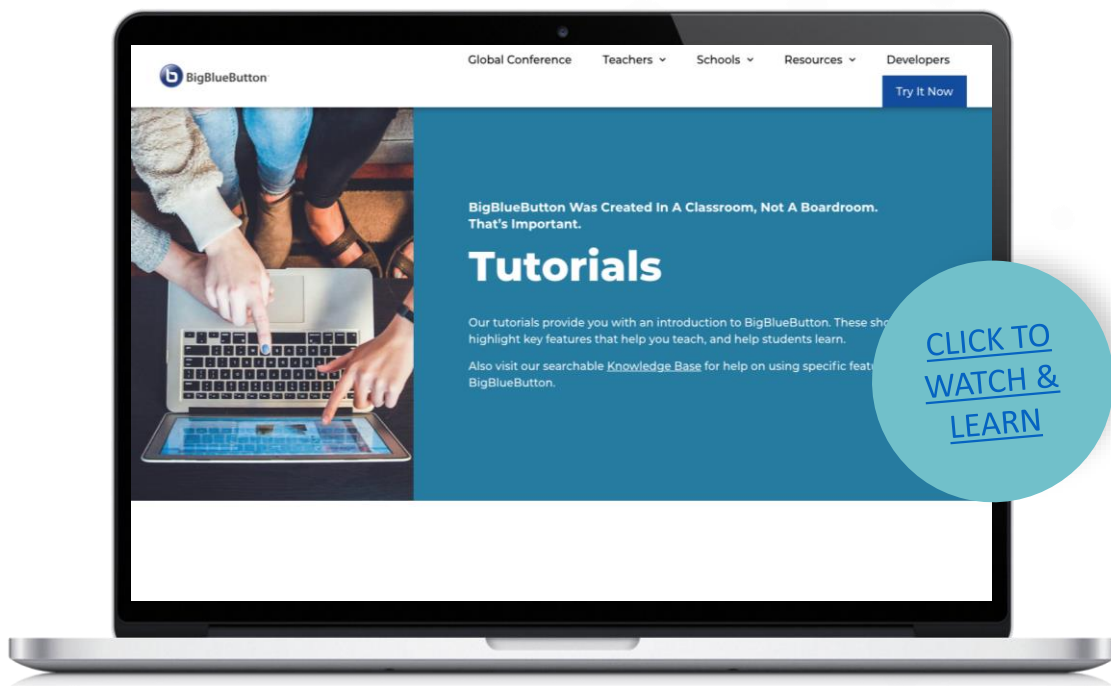 BigBlueButton
Global Conference Teachers Schools Resources Developers
Try It Now
BigBlueButton Was Created In A Classroom, Not A Boardroom.
That's Important.
Tutorials
Our tutorials provide you with an introduction to BigBlueButton. These
highlight key features that help you teach, and help students learn.
Also visit our searchable Knowledge Base for help on using specific
BigBlueButton.
CLICK TO
WATCH &
LEARN